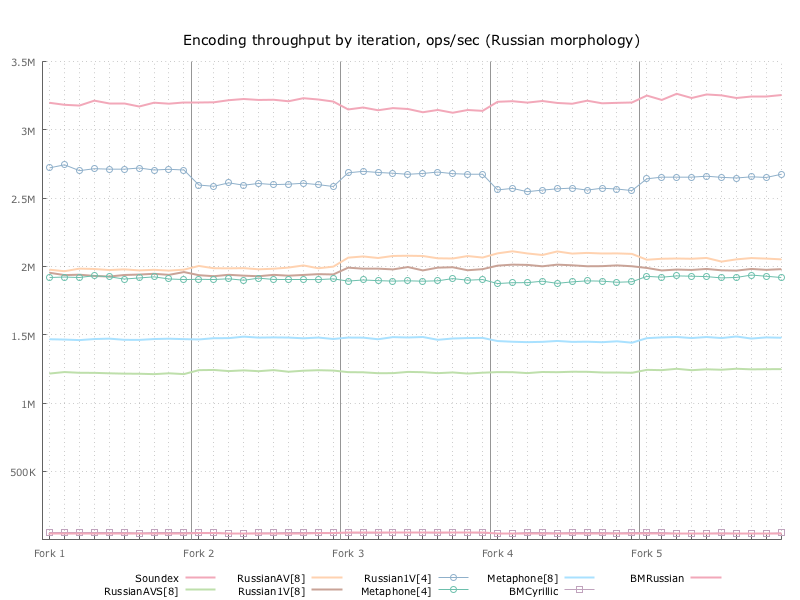 Encoding throughput by iteration, ops/sec (Russian morphology)
3.5M
3M
2.5M
2M
1.5M
1M
500K
Fork 1 Fork 2 Fork 3 Fork 4 Fork 5
Soundex RussianAV[8] Russian1V[4] Metaphone[8] BMRussian
RussianAVS[8] Russian1V[8] Metaphone[4] BMCyrillic